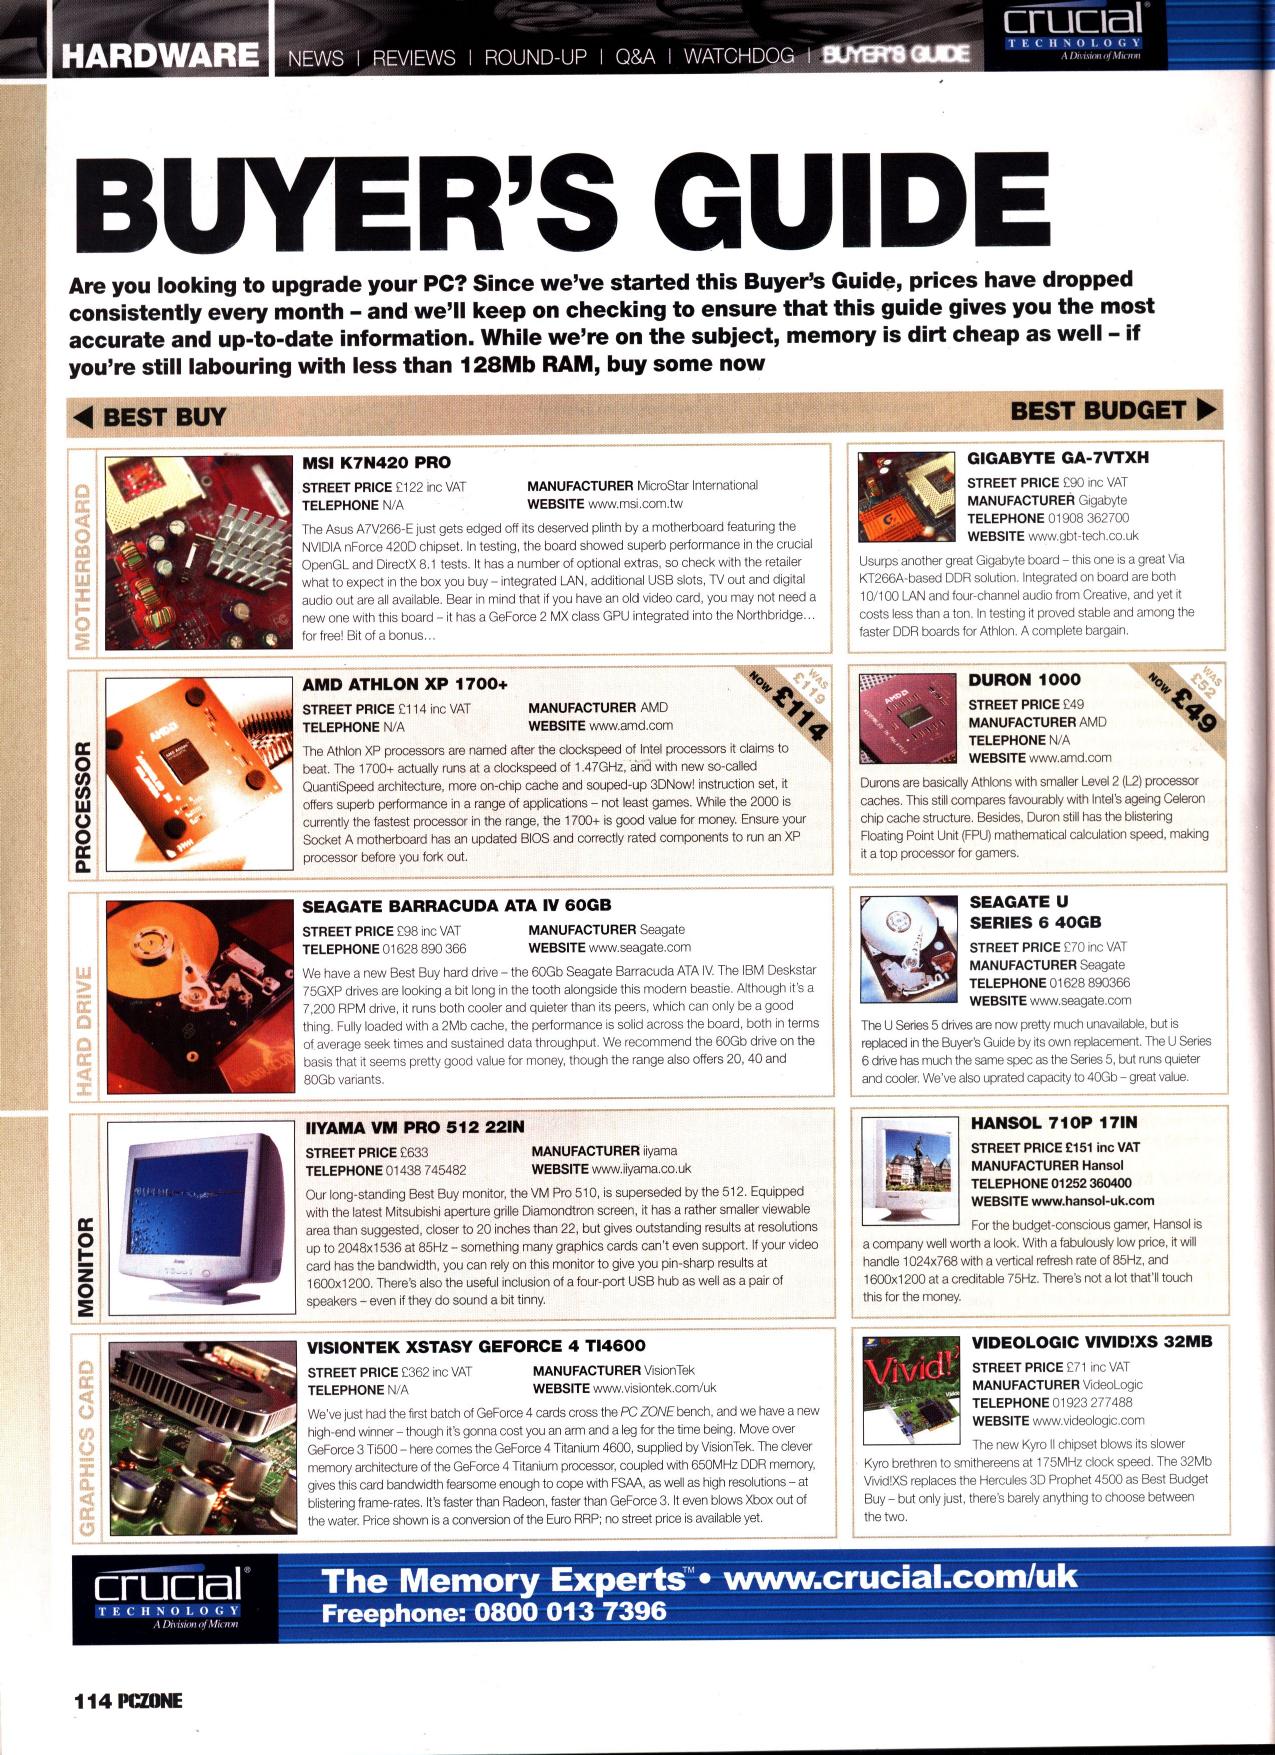 HARDWARE
NEWS | REVIEWS | ROUND-UP | Q&A | WATCHDOG | BUYER'S GUIDE
crucial®
TECHNOLOGY
A Division of Micron
BUYER'S GUIDE
Are you looking to upgrade your PC? Since we've started this Buyer's Guide, prices have dropped
consistently every month – and we'll keep on checking to ensure that this guide gives you the most
accurate and up-to-date information. While we're on the subject, memory is dirt cheap as well – if
you're still labouring with less than 128Mb RAM, buy some now
BEST BUY
BEST BUDGET
MOTHERBOARD
MSI K7N420 PRO
STREET PRICE £122 inc VAT
TELEPHONE N/A
MANUFACTURER MicroStar International
WEBSITE www.msi.com.tw
The Asus A7V266-E just gets edged off its deserved plinth by a motherboard featuring the
NVIDIA nForce 420D chipset. In testing, the board showed superb performance in the crucial
OpenGL and DirectX 8.1 tests. It has a number of optional extras, so check with the retailer
what to expect in the box you buy – integrated LAN, additional USB slots, TV out and digital
audio out are all available. Bear in mind that if you have an old video card, you may not need a
new one with this board – it has a GeForce 2 MX class GPU integrated into the Northbridge...
for free! Bit of a bonus...
GIGABYTE GA-7VTXH
STREET PRICE £90 inc VAT
MANUFACTURER Gigabyte
TELEPHONE 01908 362700
WEBSITE www.gbt-tech.co.uk
Usurps another great Gigabyte board – this one is a great Via
KT266A-based DDR solution. Integrated on board are both
10/100 LAN and four-channel audio from Creative, and yet it
costs less than a ton. In testing it proved stable and among the
faster DDR boards for Athlon. A complete bargain.
PROCESSOR
AMD ATHLON XP 1700+
STREET PRICE £114 inc VAT
TELEPHONE N/A
MANUFACTURER AMD
WEBSITE www.amd.com
WAS
£119
NOW £114
The Athlon XP processors are named after the clockspeed of Intel processors it claims to
beat. The 1700+ actually runs at a clockspeed of 1.47GHz, and with new so-called
QuantiSpeed architecture, more on-chip cache and souped-up 3DNow! instruction set, it
offers superb performance in a range of applications – not least games. While the 2000 is
currently the fastest processor in the range, the 1700+ is good value for money. Ensure your
Socket A motherboard has an updated BIOS and correctly rated components to run an XP
processor before you fork out.
DURON 1000
STREET PRICE £49
MANUFACTURER AMD
TELEPHONE N/A
WEBSITE www.amd.com
WAS
£52
NOW £49
Durons are basically Athlons with smaller Level 2 (L2) processor
caches. This still compares favourably with Intel's ageing Celeron
chip cache structure. Besides, Duron still has the blistering
Floating Point Unit (FPU) mathematical calculation speed, making
it a top processor for gamers.
HARD DRIVE
SEAGATE BARRACUDA ATA IV 60GB
STREET PRICE £98 inc VAT
TELEPHONE 01628 890 366
MANUFACTURER Seagate
WEBSITE www.seagate.com
We have a new Best Buy hard drive – the 60Gb Seagate Barracuda ATA IV. The IBM Deskstar
75GXP drives are looking a bit long in the tooth alongside this modern beastie. Although it's a
7,200 RPM drive, it runs both cooler and quieter than its peers, which can only be a good
thing. Fully loaded with a 2Mb cache, the performance is solid across the board, both in terms
of average seek times and sustained data throughput. We recommend the 60Gb drive on the
basis that it seems pretty good value for money, though the range also offers 20, 40 and
80Gb variants.
SEAGATE U
SERIES 6 40GB
STREET PRICE £70 inc VAT
MANUFACTURER Seagate
TELEPHONE 01628 890366
WEBSITE www.seagate.com
The U Series 5 drives are now pretty much unavailable, but is
replaced in the Buyer's Guide by its own replacement. The U Series
6 drive has much the same spec as the Series 5, but runs quieter
and cooler. We've also uprated capacity to 40Gb – great value.
MONITOR
IIYAMA VM PRO 512 22IN
STREET PRICE £633
TELEPHONE 01438 745482
MANUFACTURER iiyama
WEBSITE www.iiyama.co.uk
Our long-standing Best Buy monitor, the VM Pro 510, is superseded by the 512. Equipped
with the latest Mitsubishi aperture grille Diamondtron screen, it has a rather smaller viewable
area than suggested, closer to 20 inches than 22, but gives outstanding results at resolutions
up to 2048x1536 at 85Hz – something many graphics cards can't even support. If your video
card has the bandwidth, you can rely on this monitor to give you pin-sharp results at
1600x1200. There's also the useful inclusion of a four-port USB hub as well as a pair of
speakers – even if they do sound a bit tinny.
HANSOL 710P 17IN
STREET PRICE £151 inc VAT
MANUFACTURER Hansol
TELEPHONE 01252 360400
WEBSITE www.hansol-uk.com
For the budget-conscious gamer, Hansol is
a company well worth a look. With a fabulously low price, it will
handle 1024x768 with a vertical refresh rate of 85Hz, and
1600x1200 at a creditable 75Hz. There's not a lot that'll touch
this for the money.
GRAPHICS CARD
VISIONTEK XSTASY GEFORCE 4 TI4600
STREET PRICE £362 inc VAT
TELEPHONE N/A
MANUFACTURER VisionTek
WEBSITE www.visiontek.com/uk
We've just had the first batch of GeForce 4 cards cross the PC ZONE bench, and we have a new
high-end winner – though it's gonna cost you an arm and a leg for the time being. Move over
GeForce 3 Ti500 – here comes the GeForce 4 Titanium 4600, supplied by VisionTek. The clever
memory architecture of the GeForce 4 Titanium processor, coupled with 650MHz DDR memory,
gives this card bandwidth fearsome enough to cope with FSAA, as well as high resolutions – at
blistering frame-rates. It's faster than Radeon, faster than GeForce 3. It even blows Xbox out of
the water. Price shown is a conversion of the Euro RRP; no street price is available yet.
Vivid!
VIDEOLOGIC VIVID!XS 32MB
STREET PRICE £71 inc VAT
MANUFACTURER VideoLogic
TELEPHONE 01923 277488
WEBSITE www.videologic.com
The new Kyro II chipset blows its slower
Kyro brethren to smithereens at 175MHz clock speed. The 32Mb
Vivid!XS replaces the Hercules 3D Prophet 4500 as Best Budget
Buy – but only just, there's barely anything to choose between
the two.
crucial®
TECHNOLOGY
A Division of Micron
The Memory Experts™ • www.crucial.com/uk
Freephone: 0800 013 7396
114 PCZONE